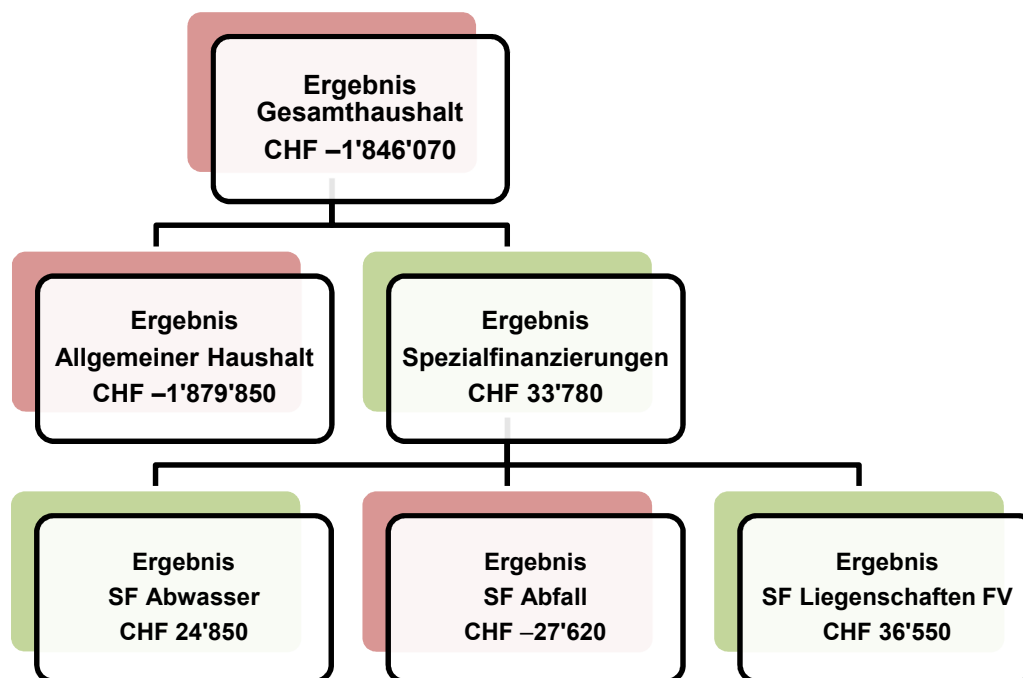 Ergebnis
Gesamthaushalt
CHF –1'846'070
Ergebnis
Allgemeiner Haushalt
CHF –1'879'850
Ergebnis
Spezialfinanzierungen
CHF 33'780
Ergebnis
SF Abwasser
CHF 24'850
Ergebnis
SF Abfall
CHF –27'620
Ergebnis
SF Liegenschaften FV
CHF 36'550